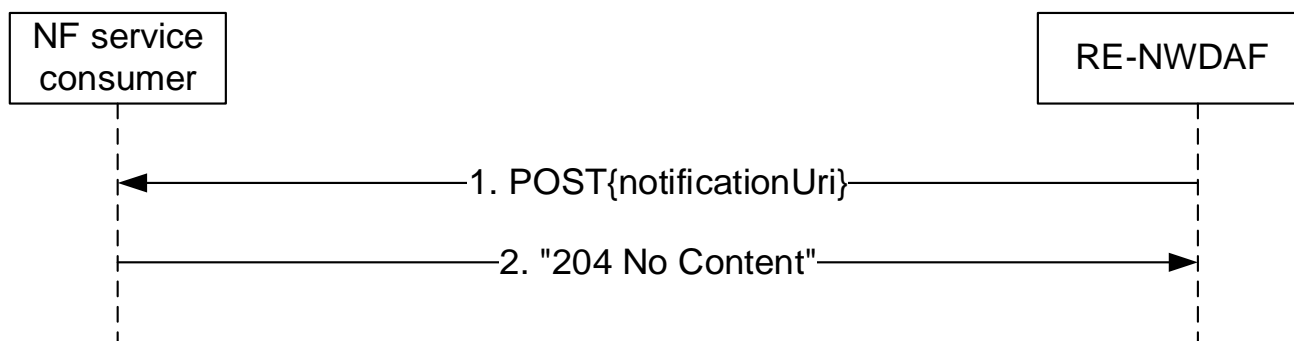 NF service
consumer
RE-NWDAF
1. POST{notificationUri}
2. "204 No Content"